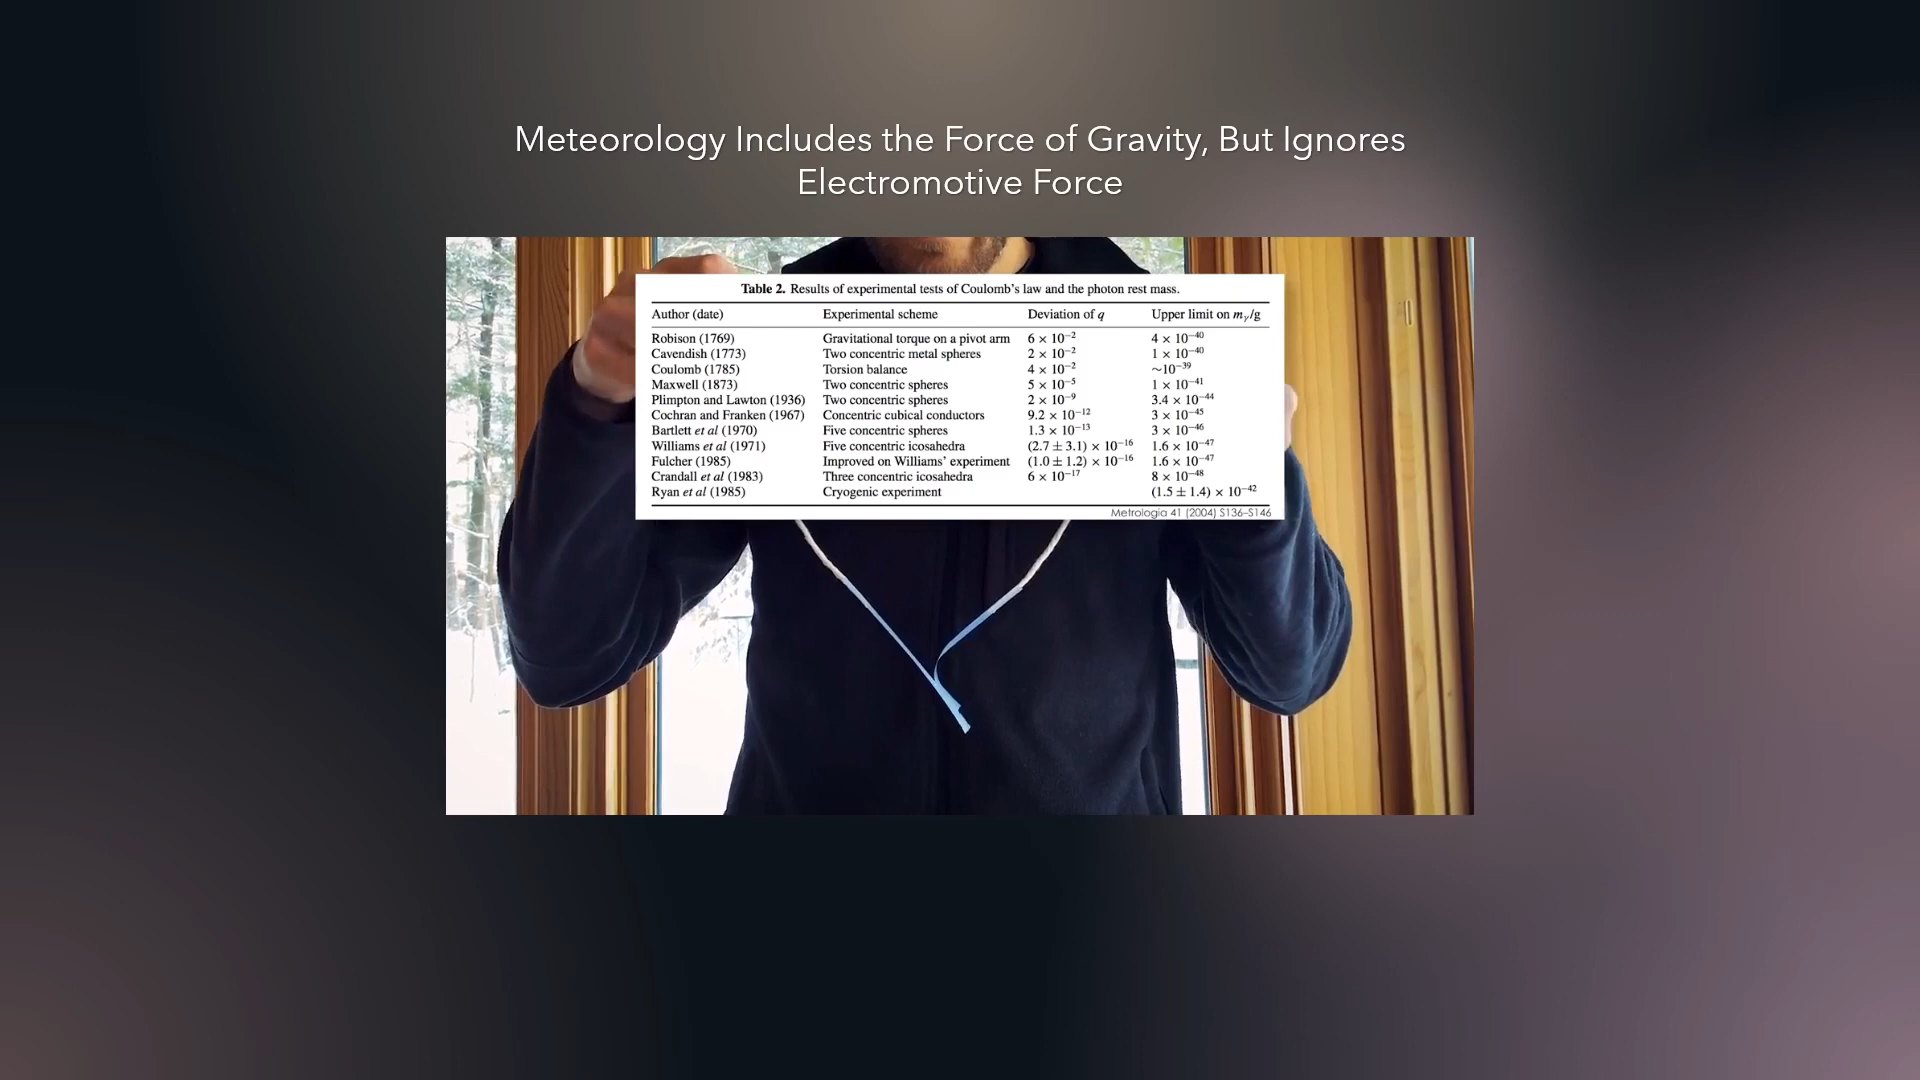 Meteorology Includes the Force of Gravity, But Ignores
Electromotive Force
Table 2. Results of experimental tests of Coulomb's law and the photon rest mass.
Author (date) Experimental scheme Deviation of q Upper limit on mγ/g
Robison (1769) Gravitational torque on a pivot arm 6 × 10⁻² 4 × 10⁻⁴⁰
Cavendish (1773) Two concentric metal spheres 2 × 10⁻² 1 × 10⁻⁴⁰
Coulomb (1785) Torsion balance 4 × 10⁻² ~10⁻³⁹
Maxwell (1873) Two concentric spheres 5 × 10⁻⁵ 1 × 10⁻⁴¹
Plimpton and Lawton (1936) Two concentric spheres 2 × 10⁻⁹ 3.4 × 10⁻⁴⁴
Cochran and Franken (1967) Concentric cubical conductors 9.2 × 10⁻¹² 3 × 10⁻⁴⁵
Bartlett et al (1970) Five concentric spheres 1.3 × 10⁻¹³ 3 × 10⁻⁴⁶
Williams et al (1971) Five concentric icosahedra (2.7 ± 3.1) × 10⁻¹⁶ 1.6 × 10⁻⁴⁷
Fulcher (1985) Improved on Williams' experiment (1.0 ± 1.2) × 10⁻¹⁶ 1.6 × 10⁻⁴⁷
Crandall et al (1983) Three concentric icosahedra 6 × 10⁻¹⁷ 8 × 10⁻⁴⁸
Ryan et al (1985) Cryogenic experiment (1.5 ± 1.4) × 10⁻⁴²
Metrologia 41 (2004) S136–S146